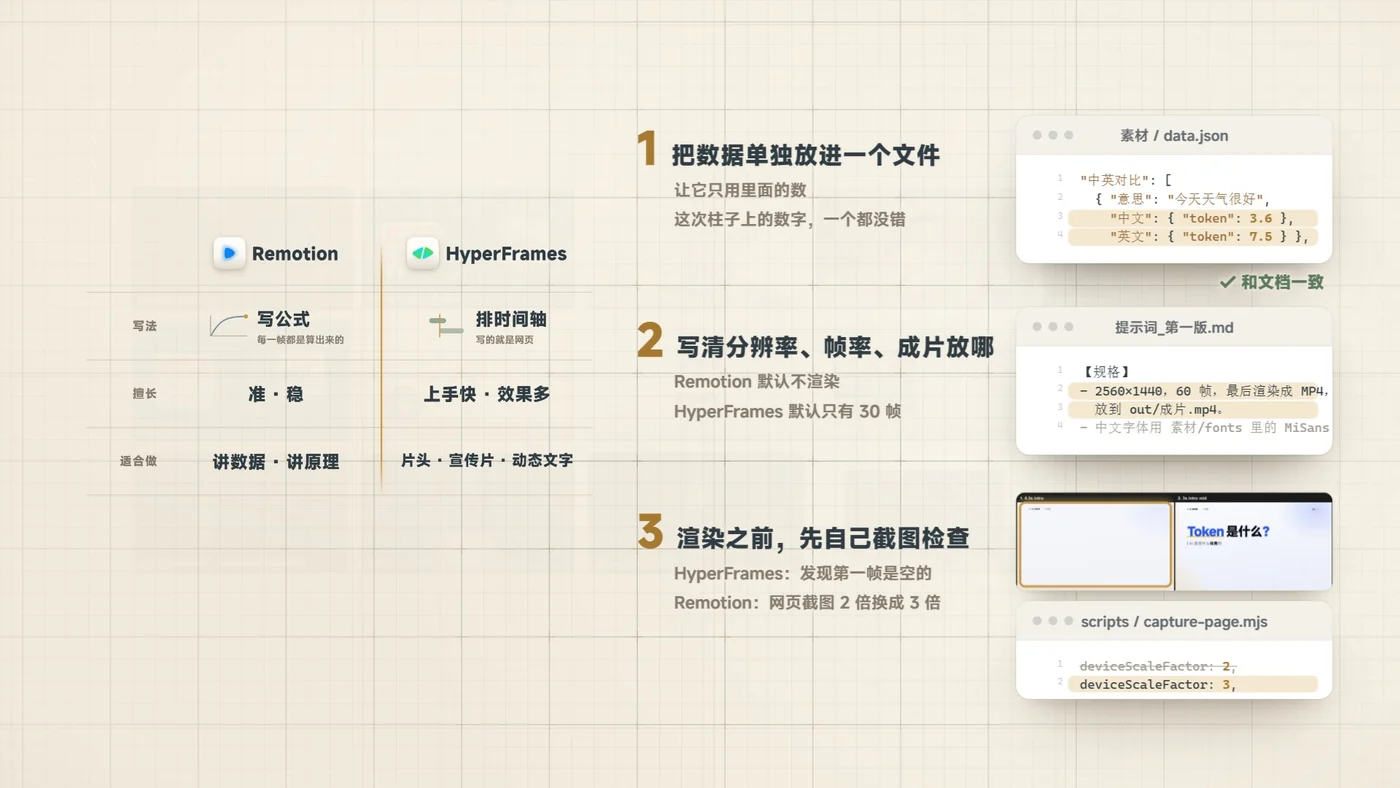 Remotion
HyperFrames
写法
写公式
每一帧都是算出来的
排时间轴
写的就是网页
擅长
准·稳
上手快·效果多
适合做
讲数据·讲原理
片头·宣传片·动态文字
1 把数据单独放进一个文件
让它只用里面的数
这次柱子上的数字，一个都没错
素材 / data.json
1 "中英对比": [
2 { "意思": "今天天气很好",
3 "中文": { "token": 3.6 },
4 "英文": { "token": 7.5 } },
和文档一致
2 写清分辨率、帧率、成片放哪
Remotion 默认不渲染
HyperFrames 默认只有 30 帧
提示词_第一版.md
1 【规格】
2 - 2560×1440，60 帧，最后渲染成 MP4，
3 放到 out/成片.mp4。
4 - 中文字体用 素材/fonts 里的 MiSans
3 渲染之前，先自己截图检查
HyperFrames：发现第一帧是空的
Remotion：网页截图 2 倍换成 3 倍
Token 是什么?
scripts / capture-page.mjs
1 deviceScaleFactor: 2,
2 deviceScaleFactor: 3,